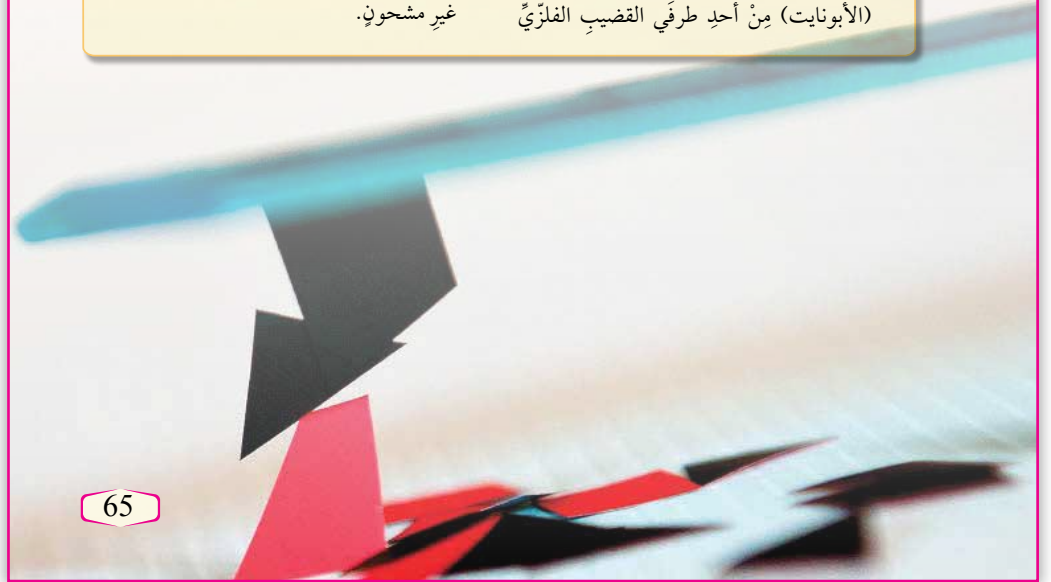 (الأبونايت) مِنْ أحدِ طرفَي القضيبِ الفلزّيِّ
غيرِ مشحونٍ.
65